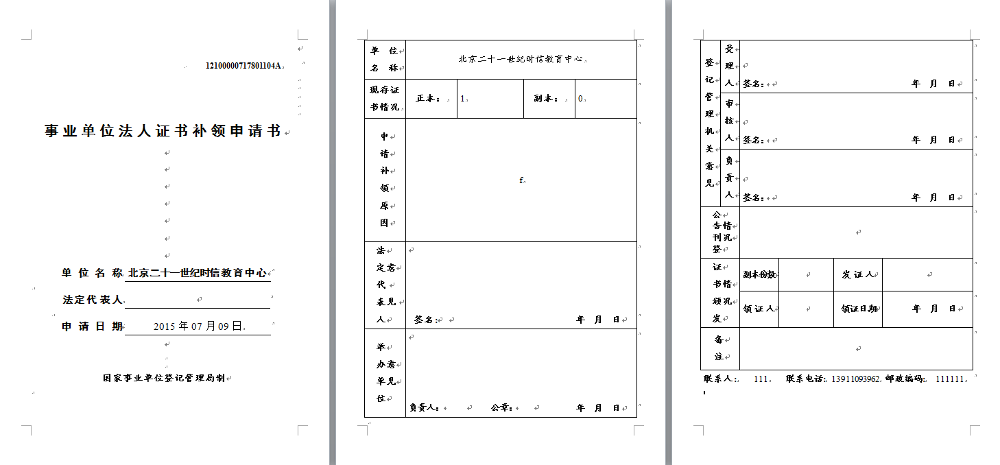 12100000717801104A
事业单位法人证书补领申请书
单位名称 北京二十一世纪时信教育中心
法定代表人
申请日期 2015年07月09日
国家事业单位登记管理局制
单位名称 北京二十一世纪时信教育中心
现存证书情况 正本： 1 副本： 0
申请补领原因 f
法定代表人意见
签名： 年 月 日
举办单位意见
负责人： 公章： 年 月 日
登记管理机关意见
受理人 签名： 年 月 日
审核人 签名： 年 月 日
负责人 签名： 年 月 日
公告刊登情况
证书颁发情况
副本份数 发证人
领证人 领证日期 年 月 日
备注
联系人： 111 联系电话： 13911093962 邮政编码： 111111